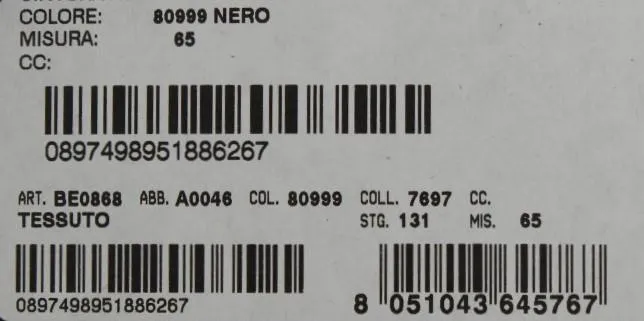 COLORE: 80999 NERO
MISURA: 65
CC:
0897498951886267
ART. BE0868 ABB. A0046 COL. 80999 COLL. 7697 CC.
TESSUTO STG. 131 MIS. 65
0897498951886267
8 051043 645767